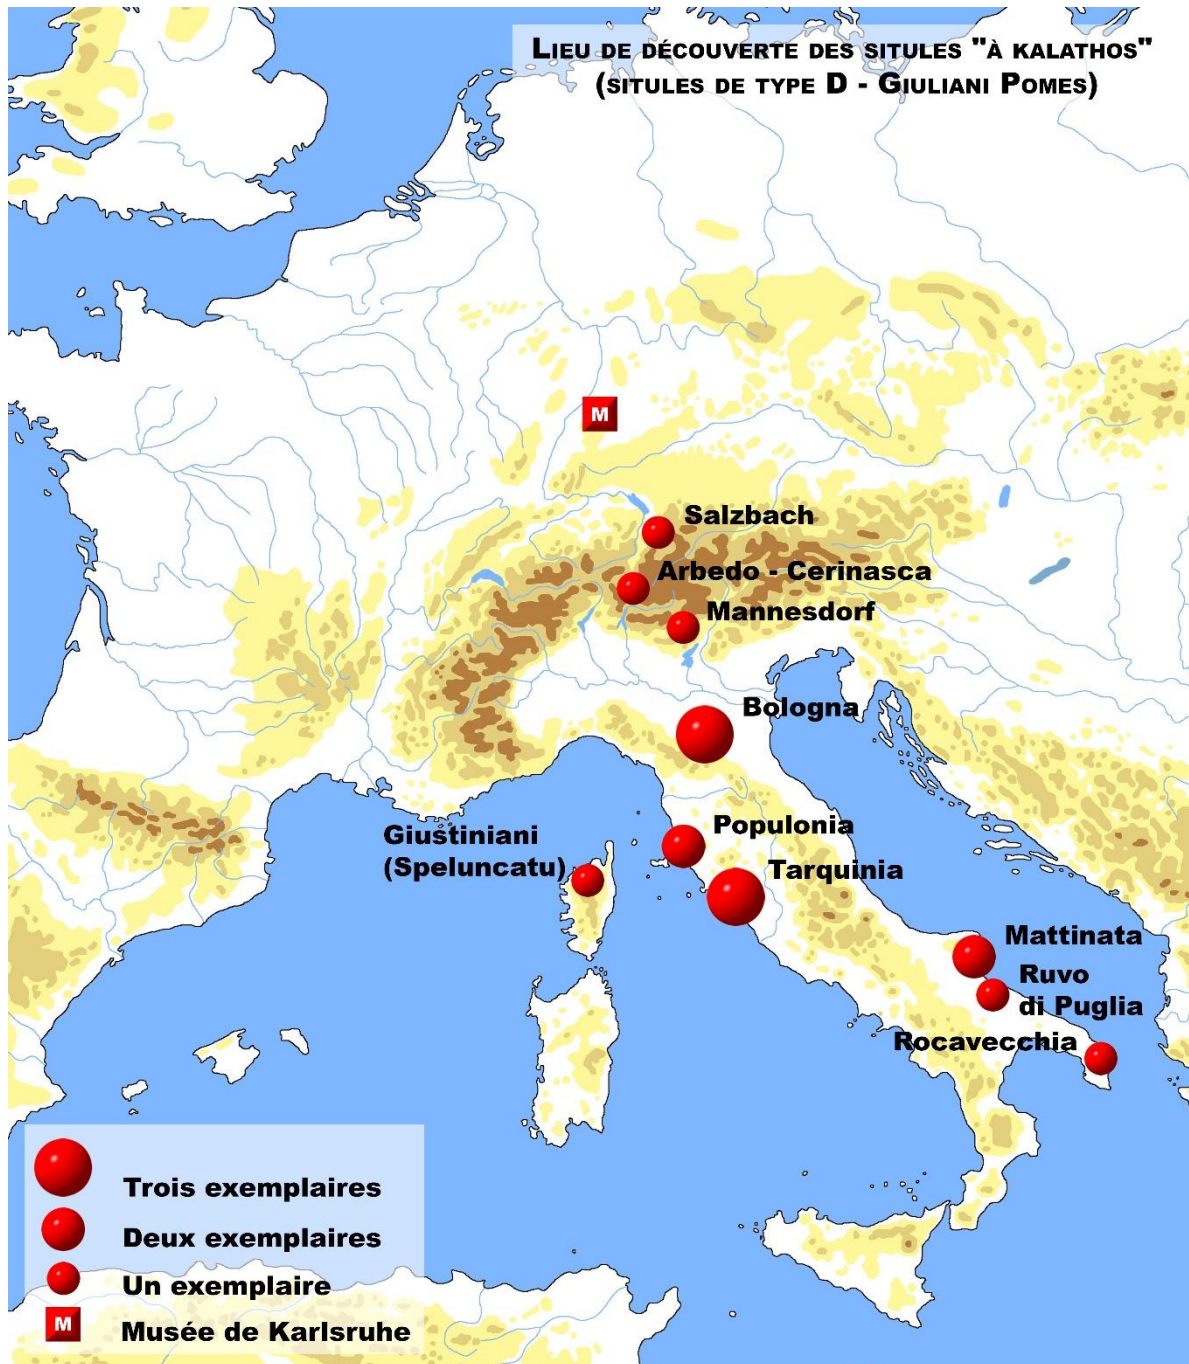 Lieu de découverte des situles "à kalathos"
(situles de type D - Giuliani Pomes)
M
Salzbach
Arbedo - Cerinasca
Mannesdorf
Bologna
Populonia
Giustiniani
(Speluncatu)
Tarquinia
Mattinata
Ruvo
di Puglia
Rocavecchia
Trois exemplaires
Deux exemplaires
Un exemplaire
M Musée de Karlsruhe